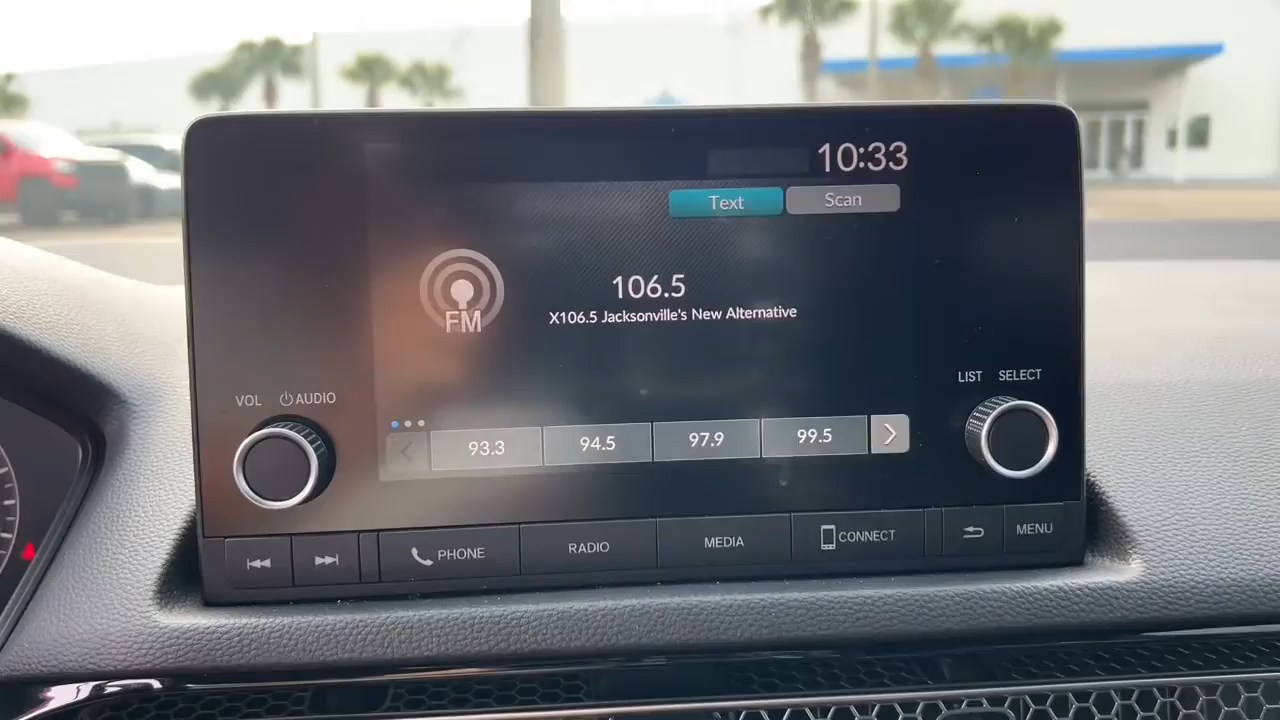 10:33
Text
Scan
106.5
X106.5 Jacksonville's New Alternative
FM
LIST SELECT
VOL AUDIO
93.3
94.5
97.9
99.5
PHONE
RADIO
MEDIA
CONNECT
MENU